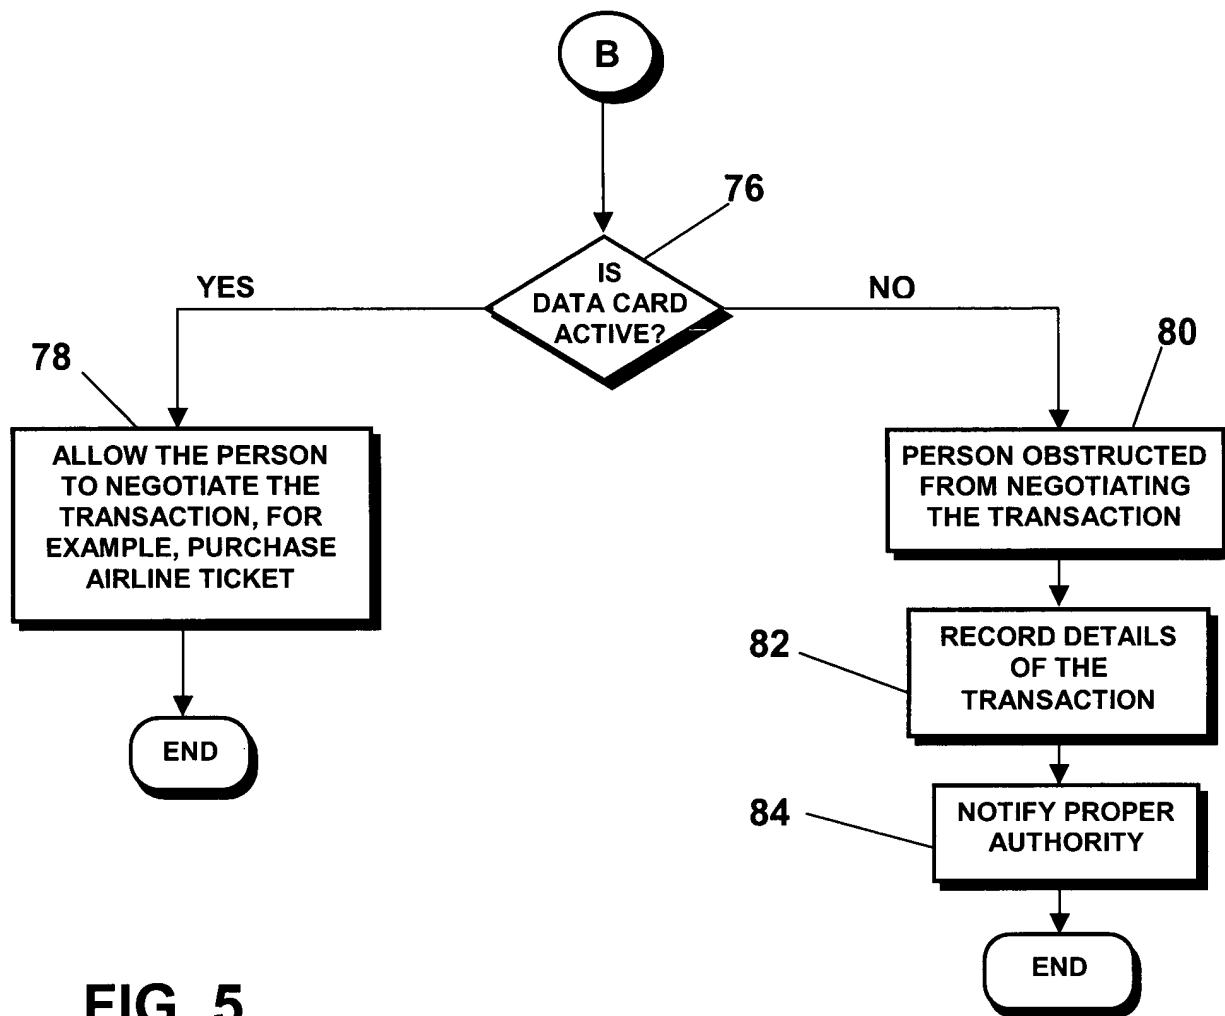 B
76
IS
DATA CARD
ACTIVE?
YES
NO
78
80
ALLOW THE PERSON
TO NEGOTIATE THE
TRANSACTION, FOR
EXAMPLE, PURCHASE
AIRLINE TICKET
PERSON OBSTRUCTED
FROM NEGOTIATING
THE TRANSACTION
82
RECORD DETAILS
OF THE
TRANSACTION
END
84
NOTIFY PROPER
AUTHORITY
END
FIG. 5